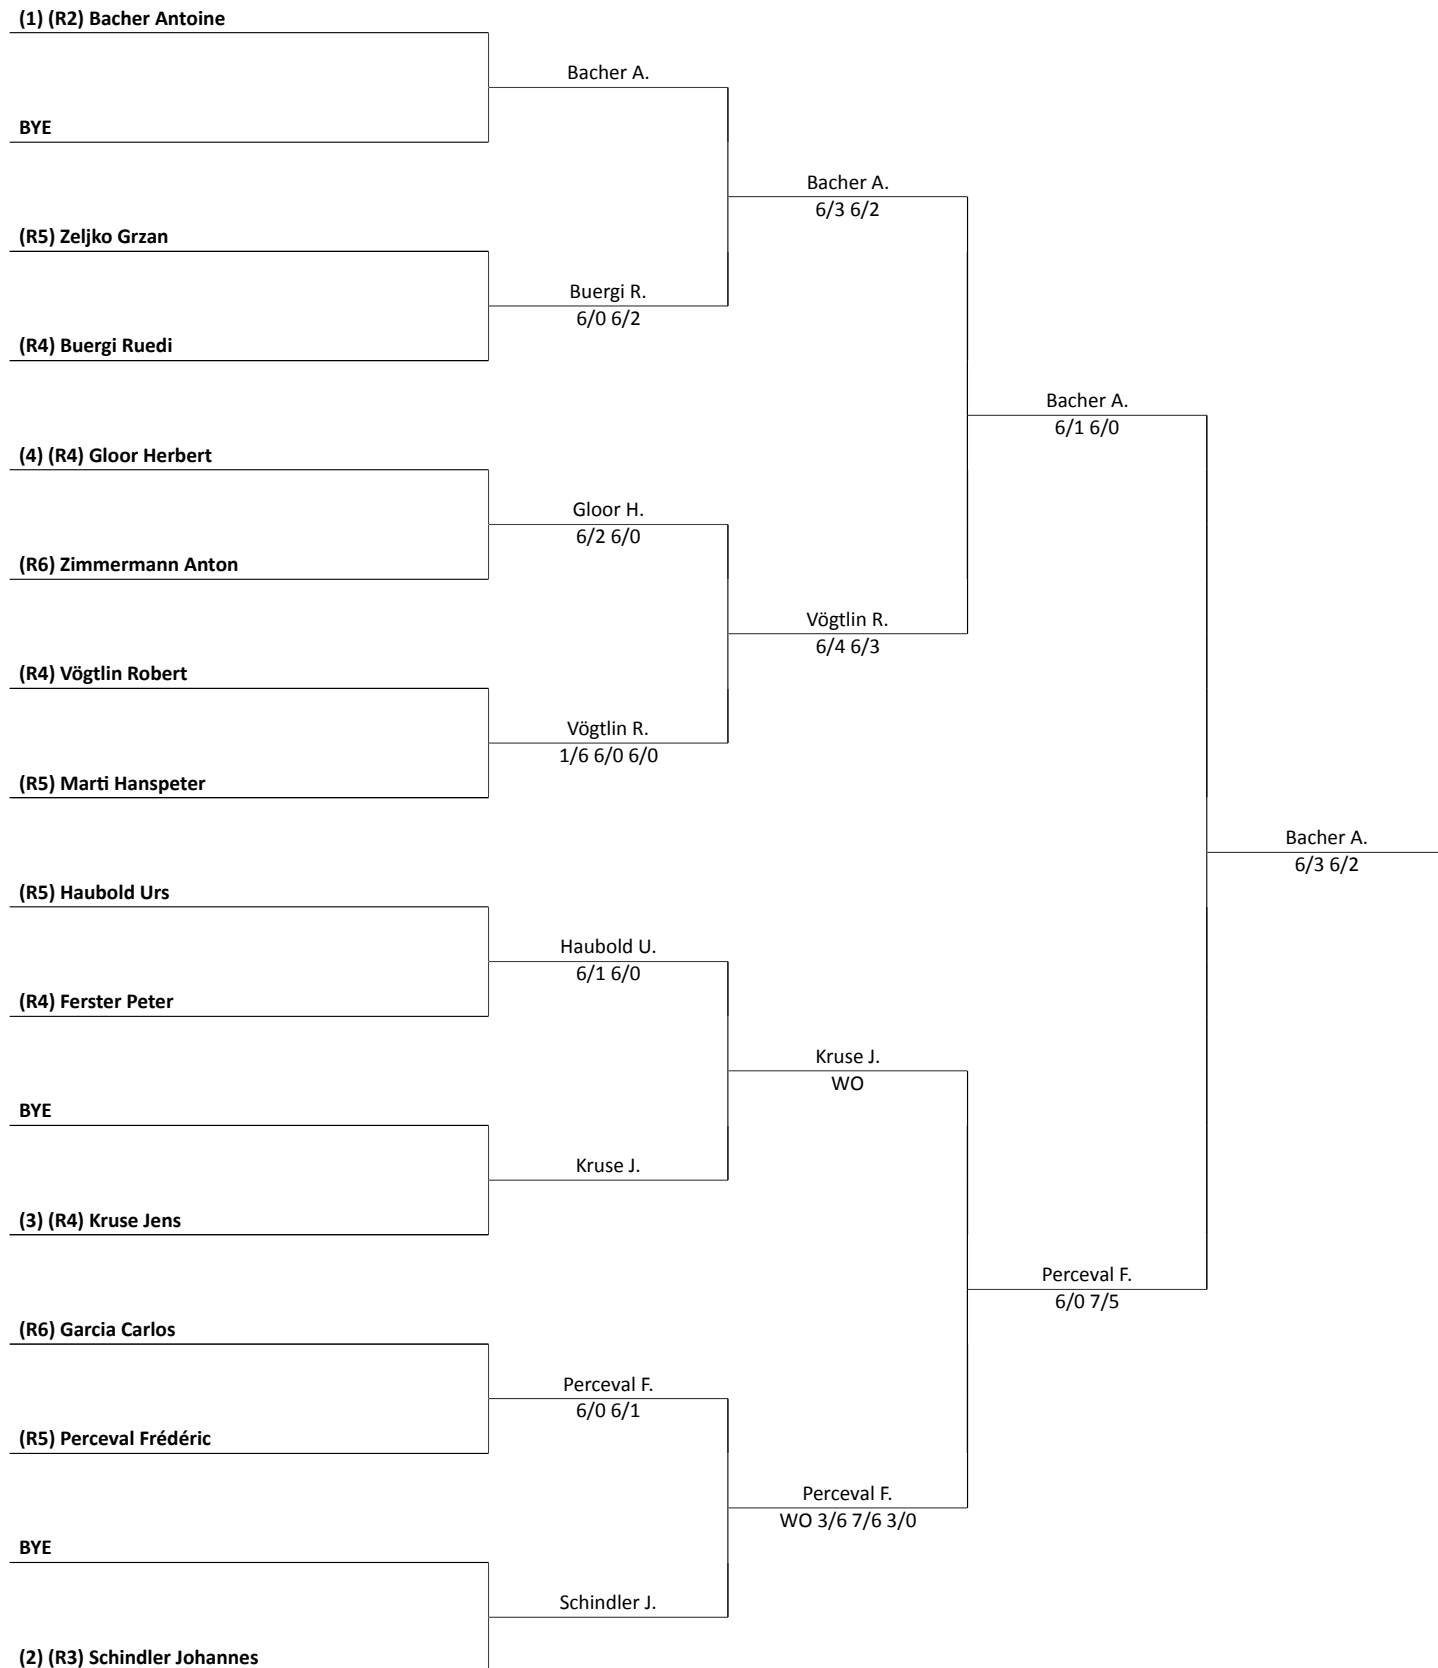 (1) (R2) Bacher Antoine
Bacher A.
BYE
Bacher A.
6/3 6/2
(R5) Zeljko Grzan
Buergi R.
6/0 6/2
(R4) Buergi Ruedi
Bacher A.
6/1 6/0
(4) (R4) Gloor Herbert
Gloor H.
6/2 6/0
(R6) Zimmermann Anton
Vögtlin R.
6/4 6/3
(R4) Vögtlin Robert
Vögtlin R.
1/6 6/0 6/0
(R5) Marti Hanspeter
Bacher A.
6/3 6/2
(R5) Haubold Urs
Haubold U.
6/1 6/0
(R4) Ferster Peter
Kruse J.
WO
BYE
Kruse J.
(3) (R4) Kruse Jens
Perceval F.
6/0 7/5
(R6) Garcia Carlos
Perceval F.
6/0 6/1
(R5) Perceval Frédéric
Perceval F.
WO 3/6 7/6 3/0
BYE
Schindler J.
(2) (R3) Schindler Johannes